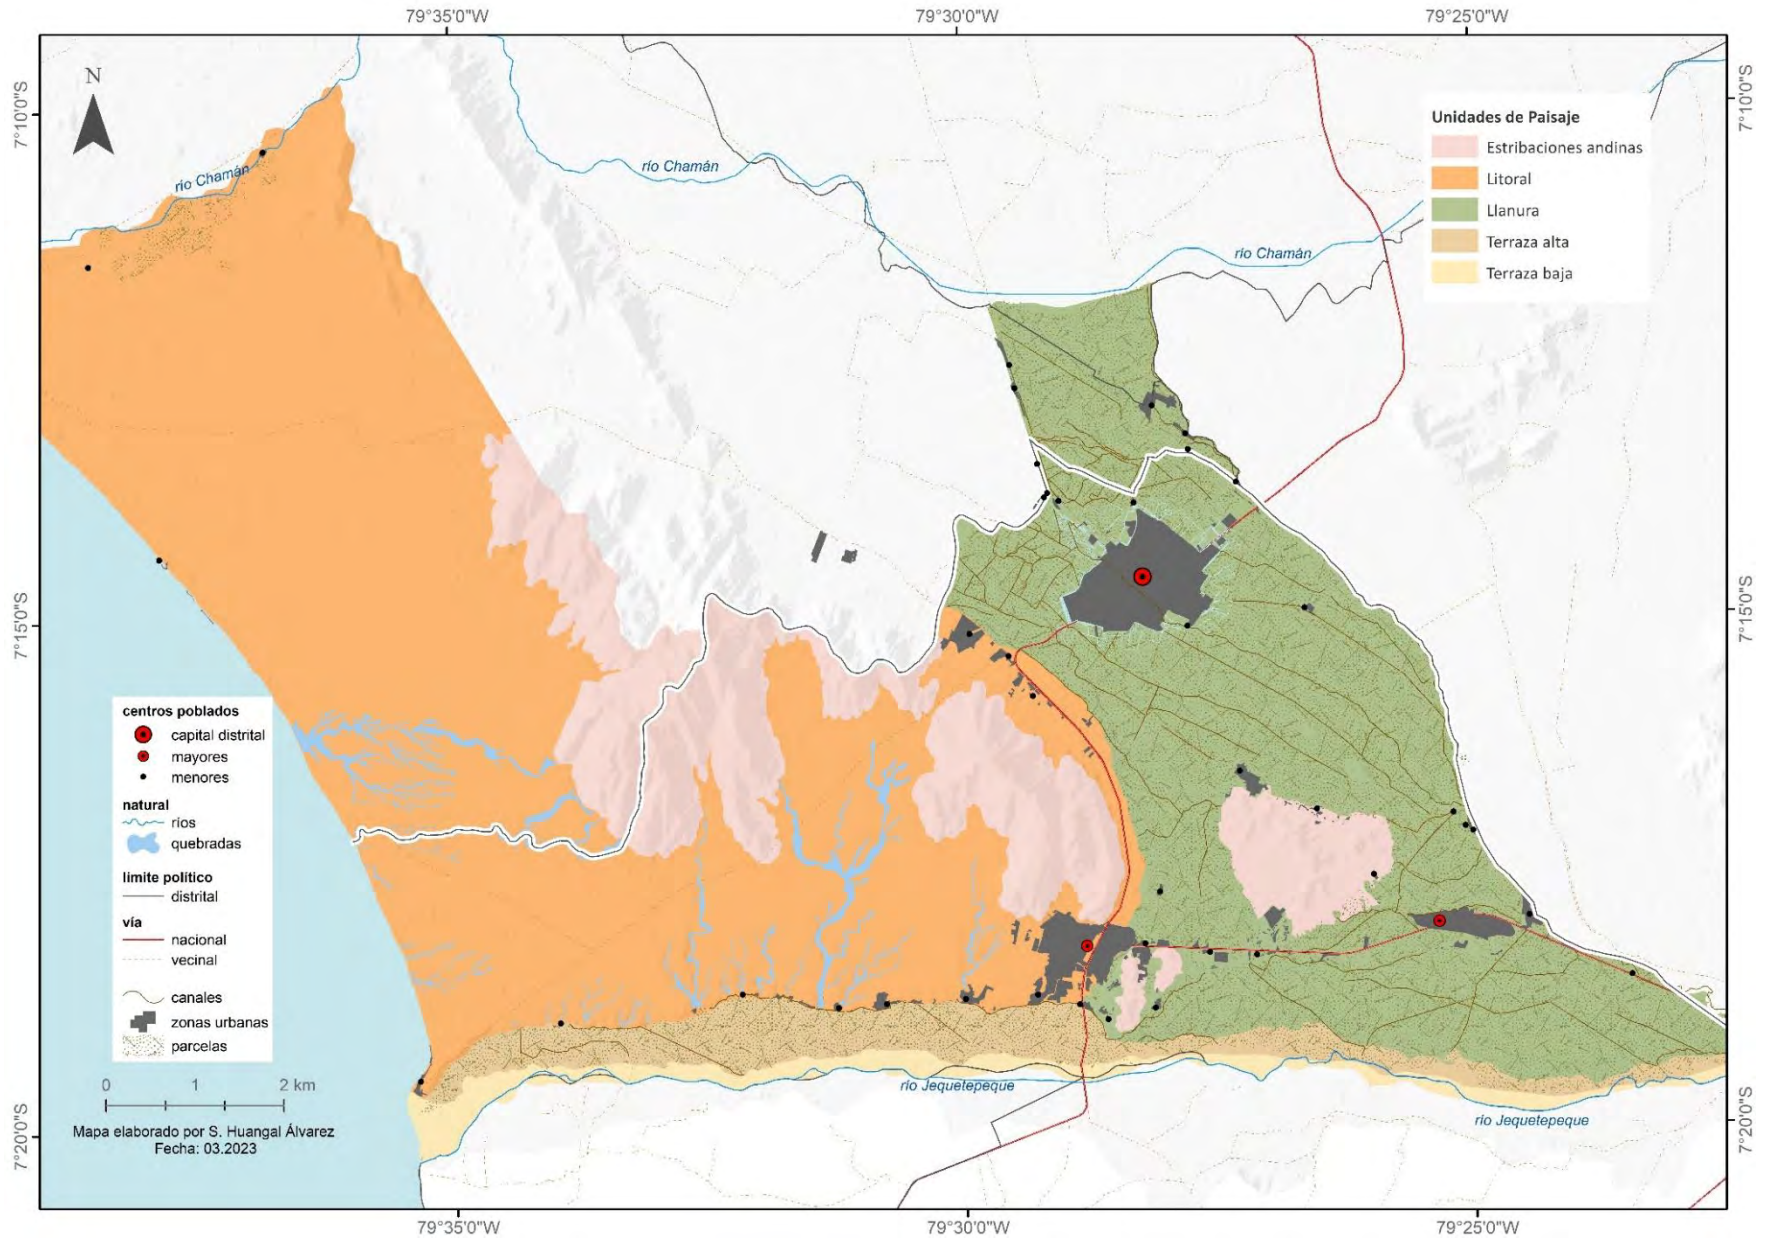 79°35'0"W
79°30'0"W
79°25'0"W
N
7°10'0"S
7°10'0"S
Unidades de Paisaje
Estribaciones andinas
Litoral
Llanura
Terraza alta
Terraza baja
río Chamán
río Chamán
río Chamán
7°15'0"S
7°15'0"S
centros poblados
capital distrital
mayores
menores
natural
ríos
quebradas
límite político
distrital
vía
nacional
vecinal
canales
zonas urbanas
parcelas
0 1 2 km
Mapa elaborado por S. Huangal Álvarez
Fecha: 03.2023
río Jequetepeque
río Jequetepeque
7°20'0"S
7°20'0"S
79°35'0"W
79°30'0"W
79°25'0"W